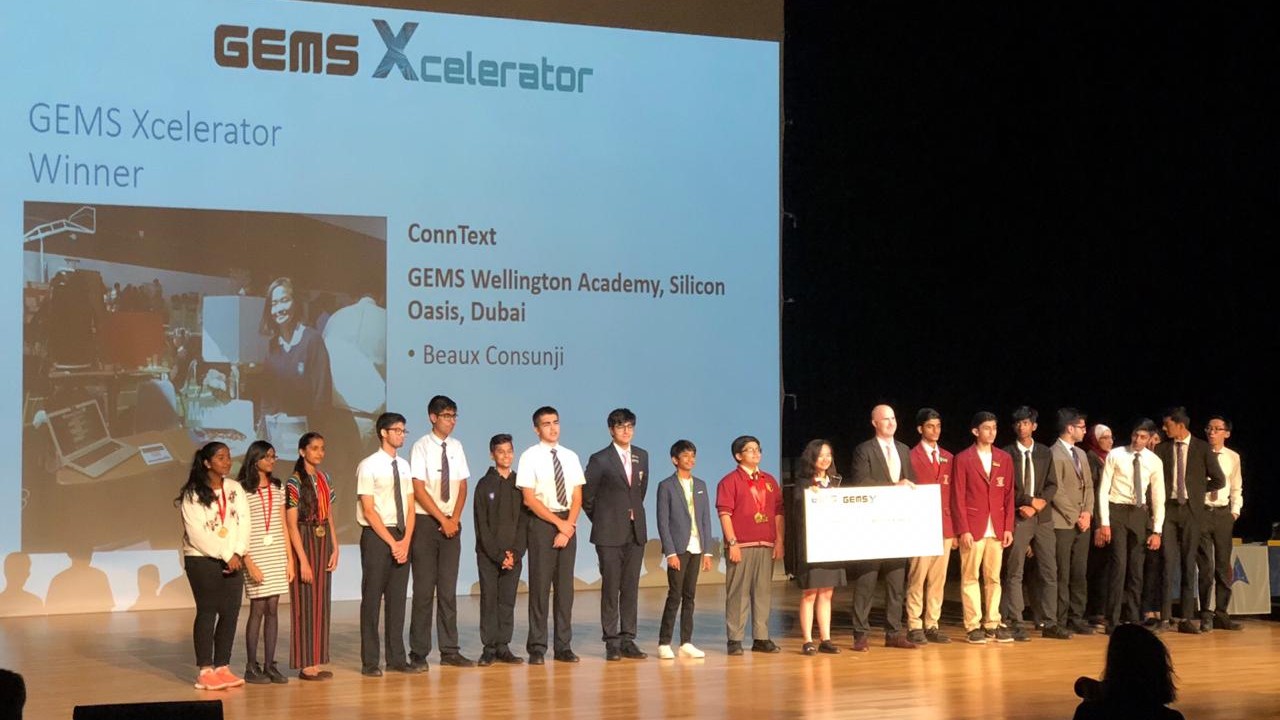 GEMS Xcelerator
GEMS Xcelerator
Winner
ConnText
GEMS Wellington Academy, Silicon
Oasis, Dubai
• Beaux Consunji
GEMS